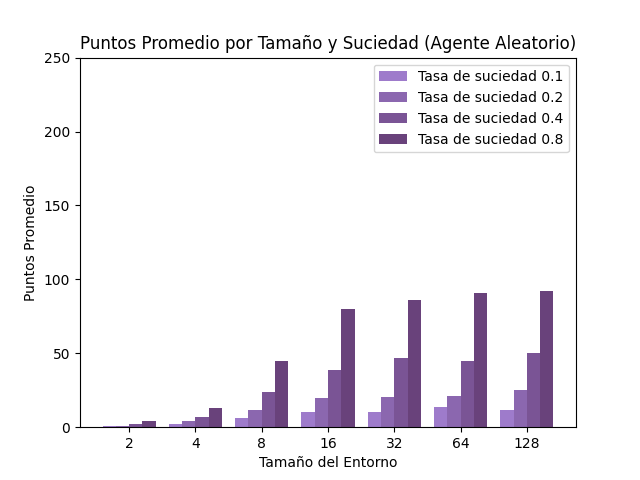 Puntos Promedio por Tamaño y Suciedad (Agente Aleatorio)
250
200
150
100
50
0
Puntos Promedio
Tasa de suciedad 0.1
Tasa de suciedad 0.2
Tasa de suciedad 0.4
Tasa de suciedad 0.8
2 4 8 16 32 64 128
Tamaño del Entorno